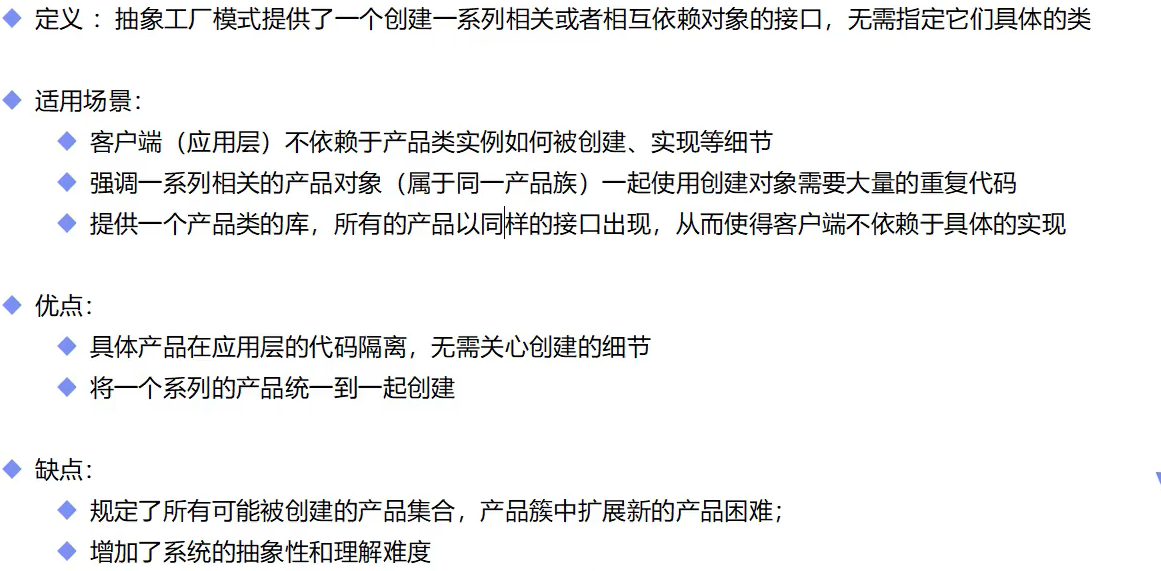 定义 ：抽象工厂模式提供了一个创建一系列相关或者相互依赖对象的接口，无需指定它们具体的类
适用场景：
客户端（应用层）不依赖于产品类实例如何被创建、实现等细节
强调一系列相关的产品对象（属于同一产品族）一起使用创建对象需要大量的重复代码
提供一个产品类的库，所有的产品以同样的接口出现，从而使得客户端不依赖于具体的实现
优点：
具体产品在应用层的代码隔离，无需关心创建的细节
将一个系列的产品统一到一起创建
缺点：
规定了所有可能被创建的产品集合，产品簇中扩展新的产品困难；
增加了系统的抽象性和理解难度